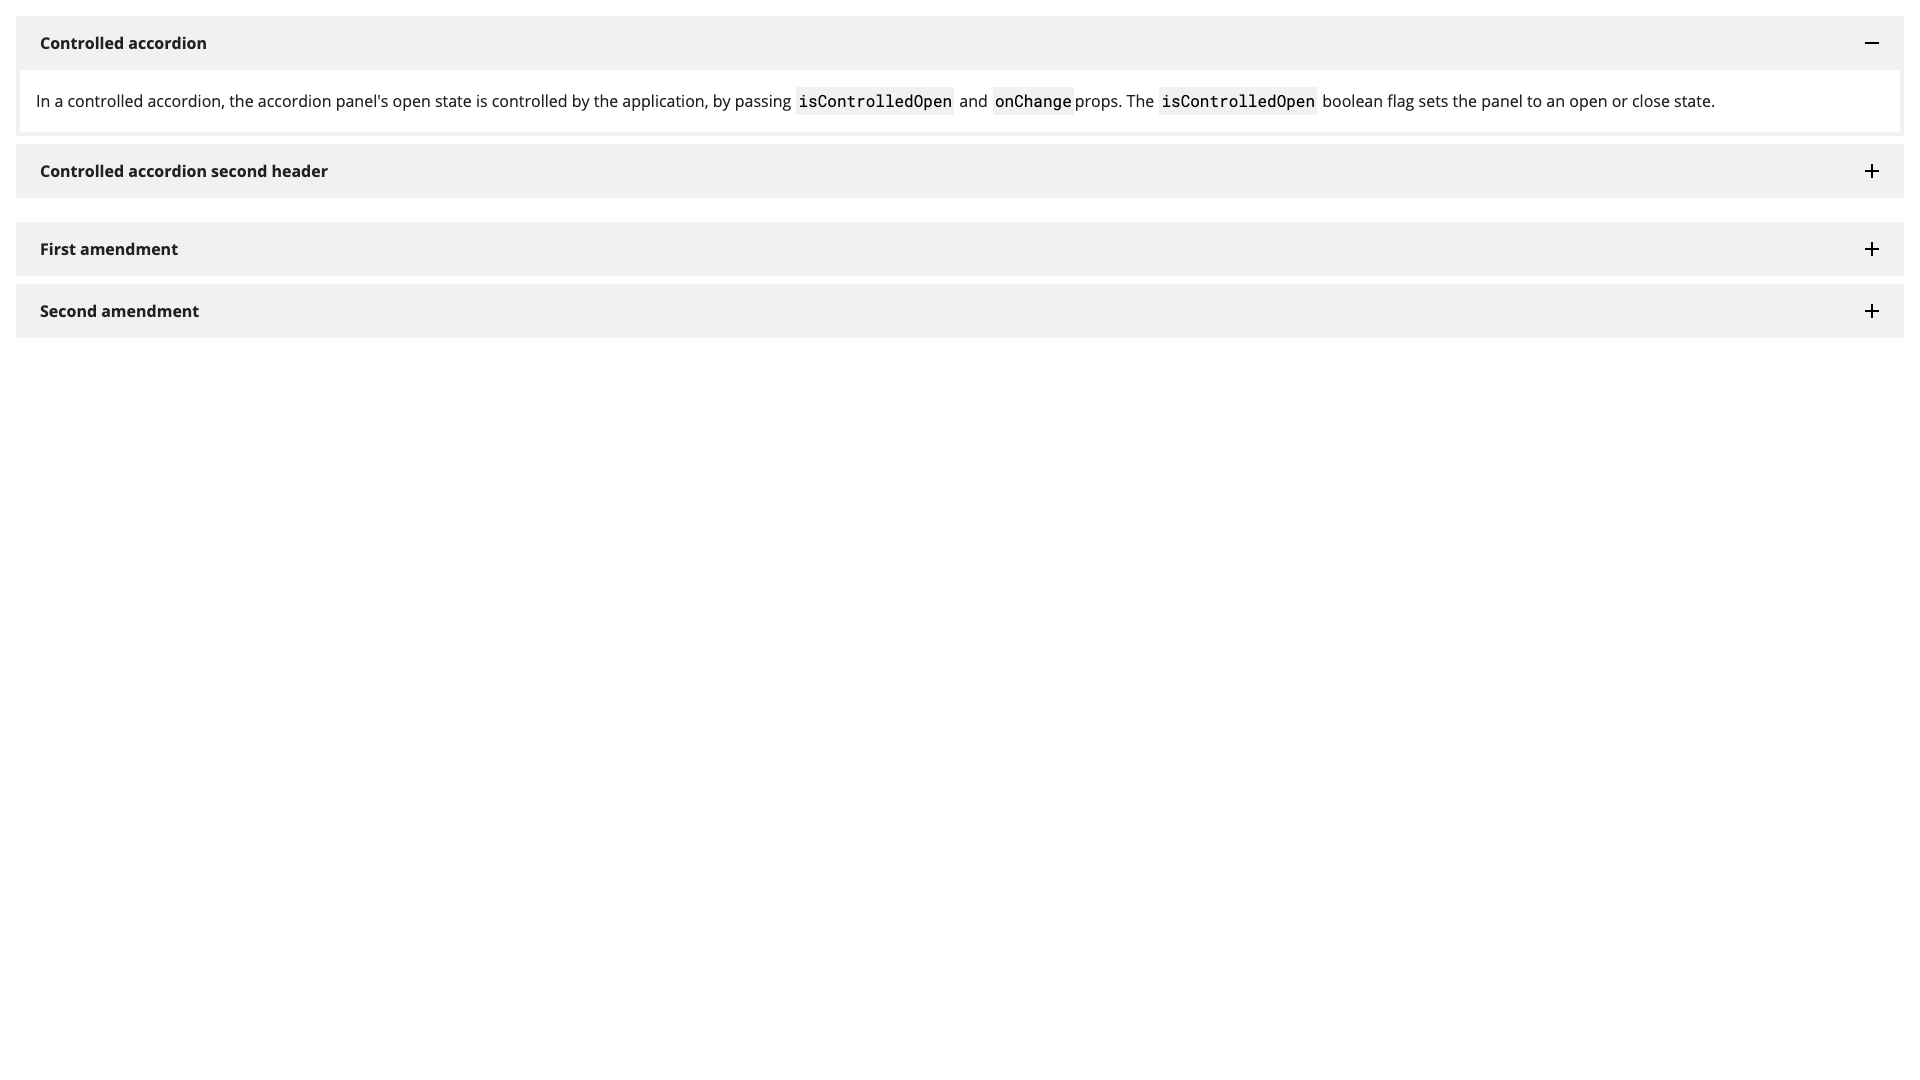 Controlled accordion
In a controlled accordion, the accordion panel's open state is controlled by the application, by passing isControlledOpen and onChange props. The isControlledOpen boolean flag sets the panel to an open or close state.
Controlled accordion second header
First amendment
Second amendment